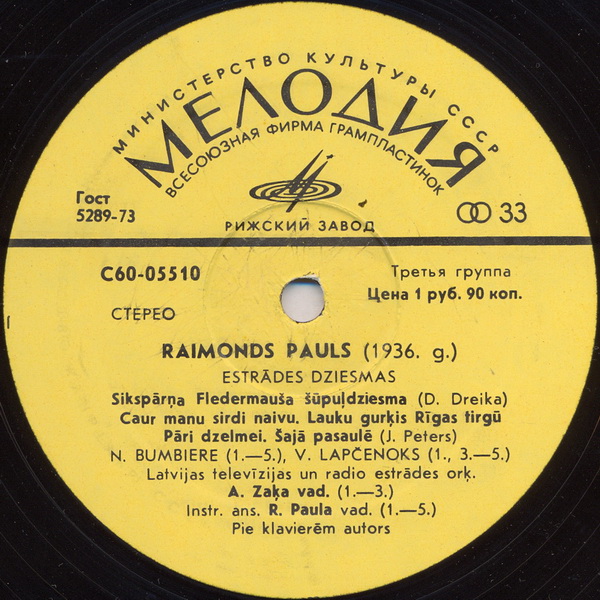 МИНИСТЕРСТВО КУЛЬТУРЫ СССР
МЕЛОДИЯ
ВСЕСОЮЗНАЯ ФИРМА ГРАМПЛАСТИНОК
Гост
5289-73
33
РИЖСКИЙ ЗАВОД
С60-05510
Третья группа
Цена 1 руб. 90 коп.
СТЕРЕО
RAIMONDS PAULS (1936. g.)
ESTRĀDES DZIESMAS
Sikspārņa Fledermauša šūpuļdziesma (D. Dreika)
Caur manu sirdi naivu. Lauku gurķis Rīgas tirgū
Pāri dzelmei. Šajā pasaulē (J. Peters)
N. BUMBIERE (1.—5.), V. LAPČENOKS (1., 3.—5.)
Latvijas televīzijas un radio estrādes orķ.
A. Zaķa vad. (1.—3.)
Instr. ans. R. Paula vad. (1.—5.)
Pie klavierēm autors